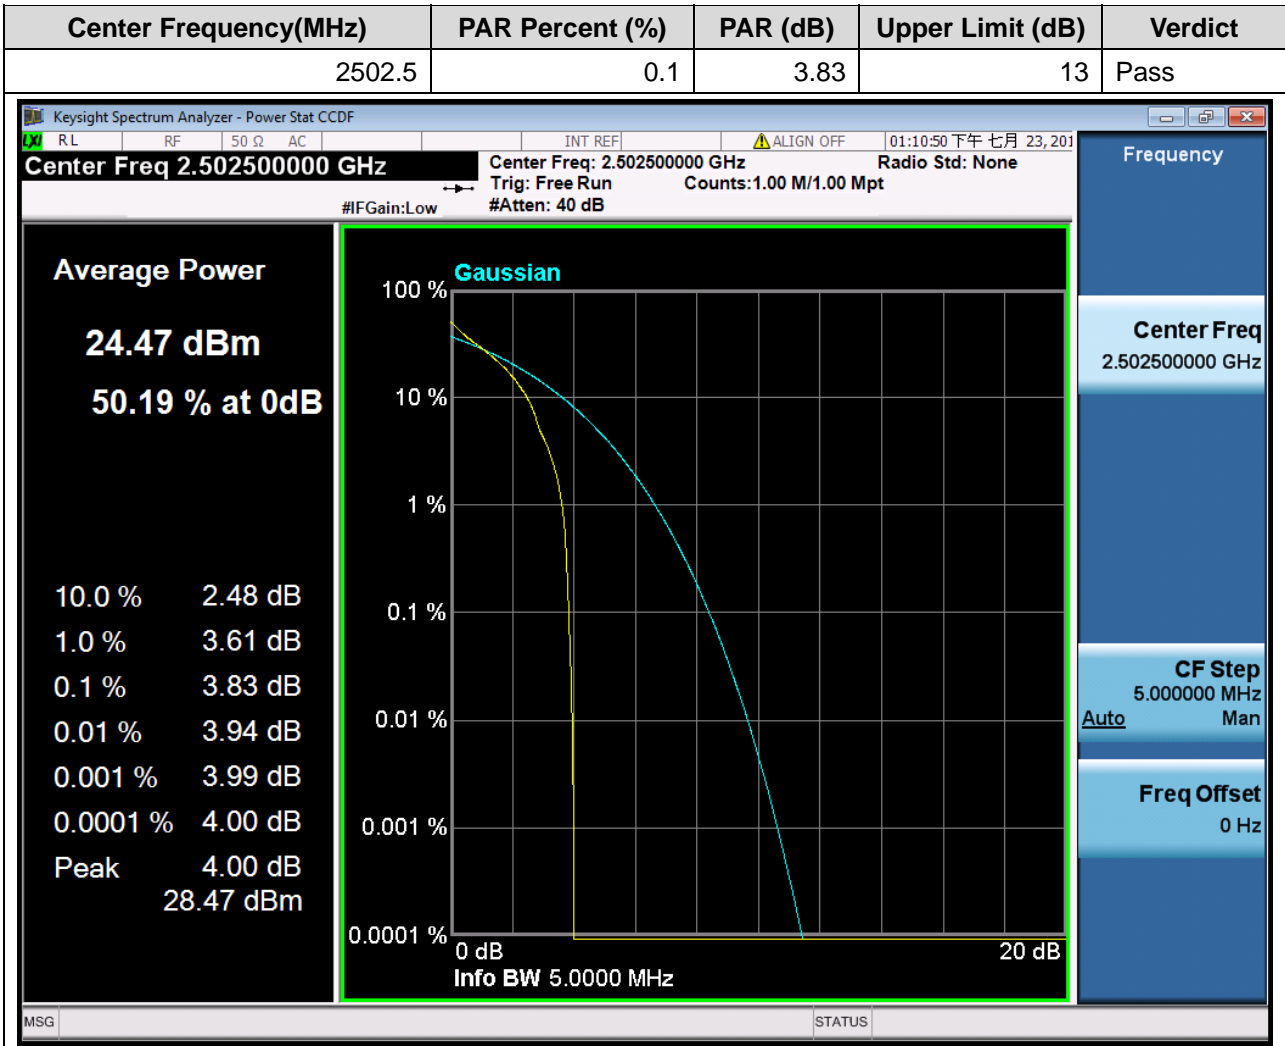 Center Frequency(MHz) PAR Percent (%) PAR (dB) Upper Limit (dB) Verdict
2502.5 0.1 3.83 13 Pass
Keysight Spectrum Analyzer - Power Stat CCDF
LXI RL RF 50 Ω AC INT REF ALIGN OFF 01:10:50 下午 七月 23, 201
Center Freq 2.502500000 GHz
#IFGain:Low
Center Freq: 2.502500000 GHz Radio Std: None
Trig: Free Run Counts:1.00 M/1.00 Mpt
#Atten: 40 dB
Average Power
24.47 dBm
50.19 % at 0dB
10.0 % 2.48 dB
1.0 % 3.61 dB
0.1 % 3.83 dB
0.01 % 3.94 dB
0.001 % 3.99 dB
0.0001 % 4.00 dB
Peak 4.00 dB
28.47 dBm
Gaussian
100 %
10 %
1 %
0.1 %
0.01 %
0.001 %
0.0001 %
0 dB 20 dB
Info BW 5.0000 MHz
Frequency
Center Freq
2.502500000 GHz
CF Step
5.000000 MHz
Auto Man
Freq Offset
0 Hz
MSG STATUS